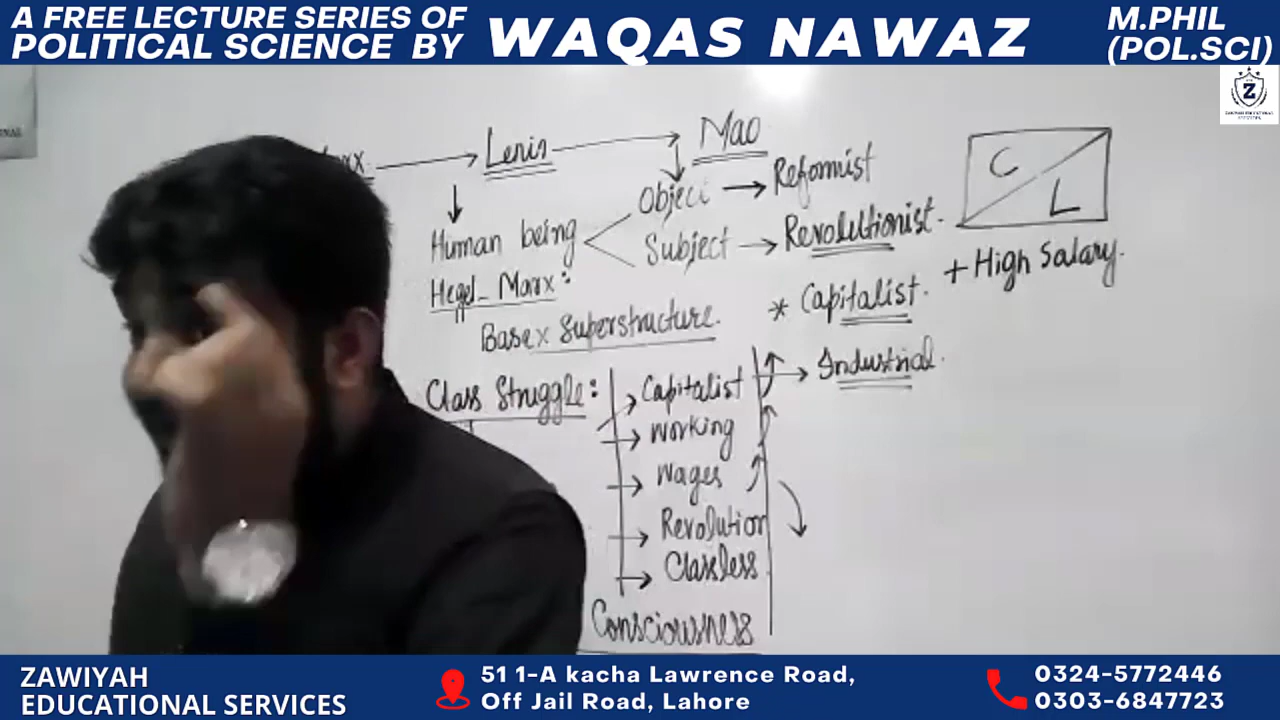 A FREE LECTURE SERIES OF
POLITICAL SCIENCE BY
WAQAS NAWAZ
M.PHIL
(POL.SCI)
Z
Lenin → Mao
Human being
Object → Reformist
Subject → Revolutionist.
C
L
+ High Salary.
Hegel - Marx:
Base x Superstructure.
* Capitalist.
Class Struggle:
→ Capitalist → Industrial.
→ Working
→ Wages
→ Revolution
→ Classless
Consciousness
ZAWIYAH
EDUCATIONAL SERVICES
51 1-A kacha Lawrence Road,
Off Jail Road, Lahore
0324-5772446
0303-6847723